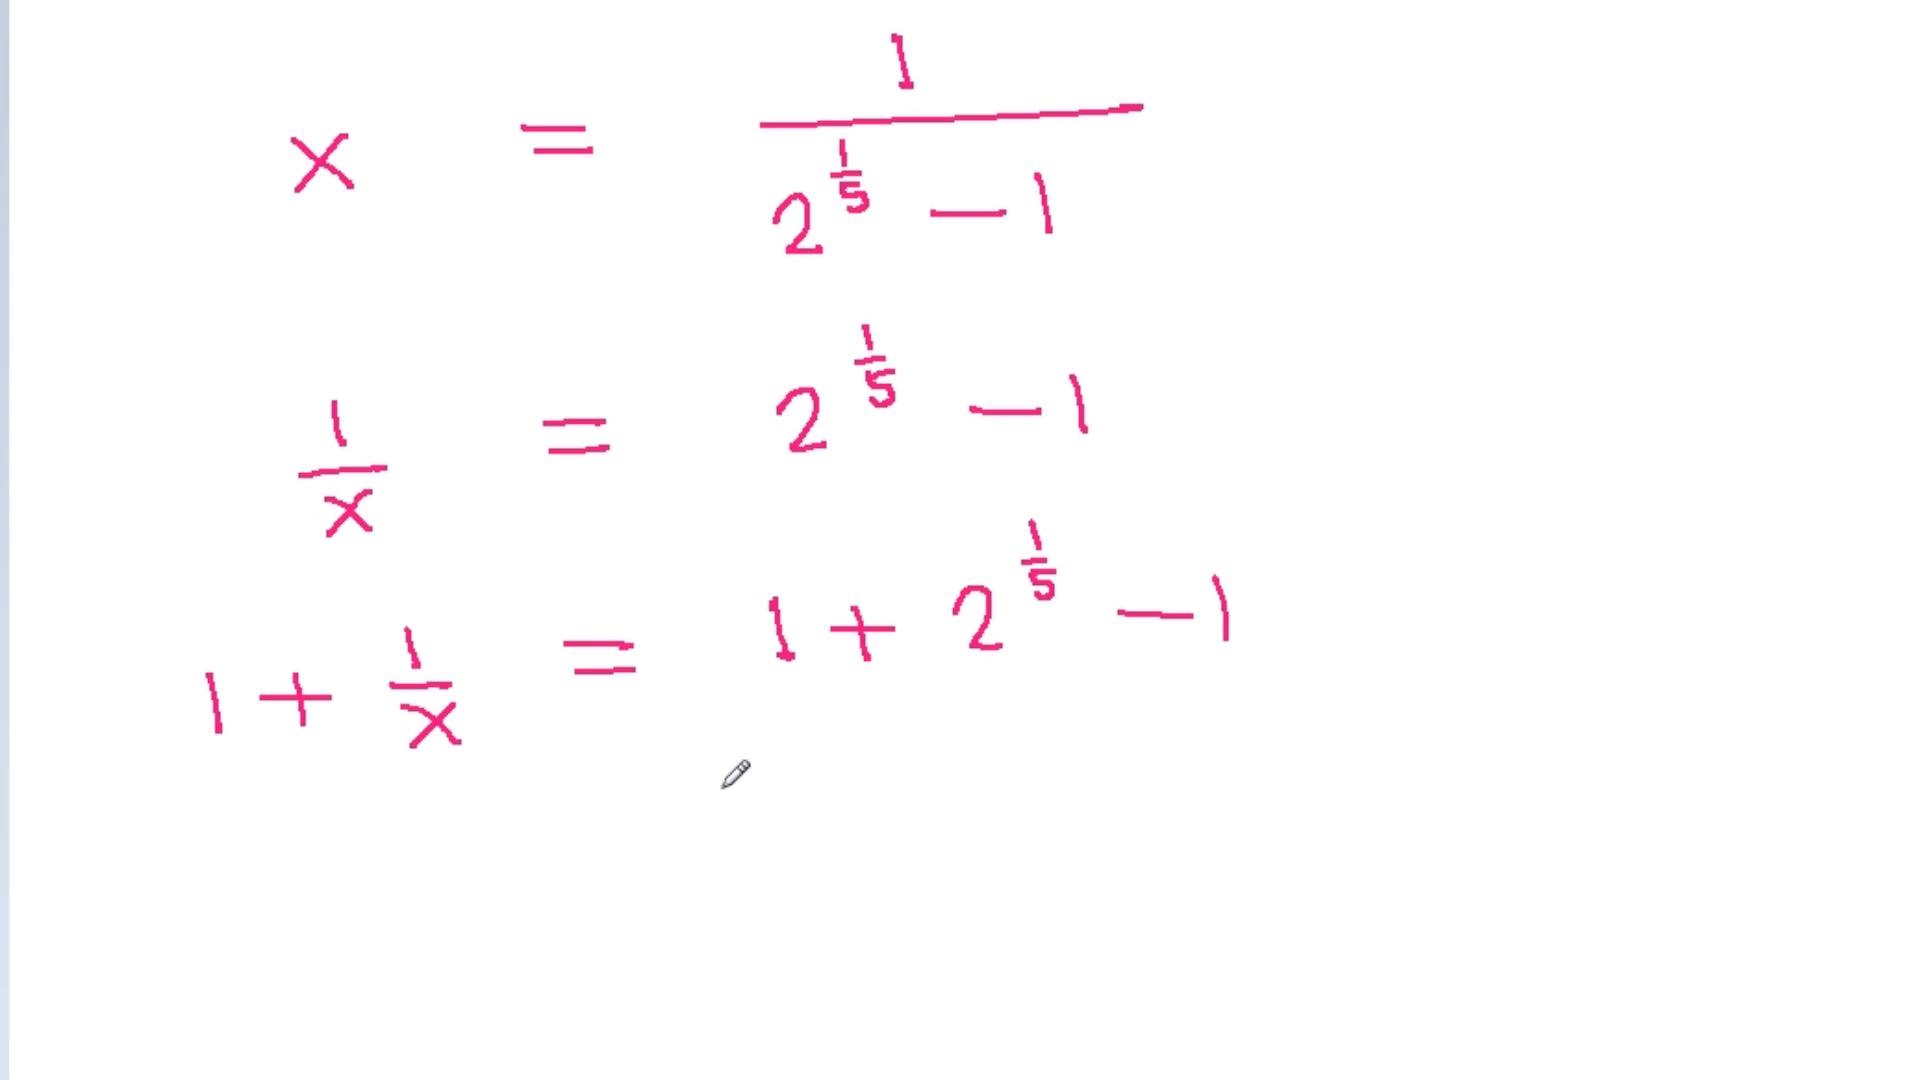 x = 1/(2^(1/5) - 1)
1/x = 2^(1/5) - 1
1 + 1/x = 1 + 2^(1/5) - 1